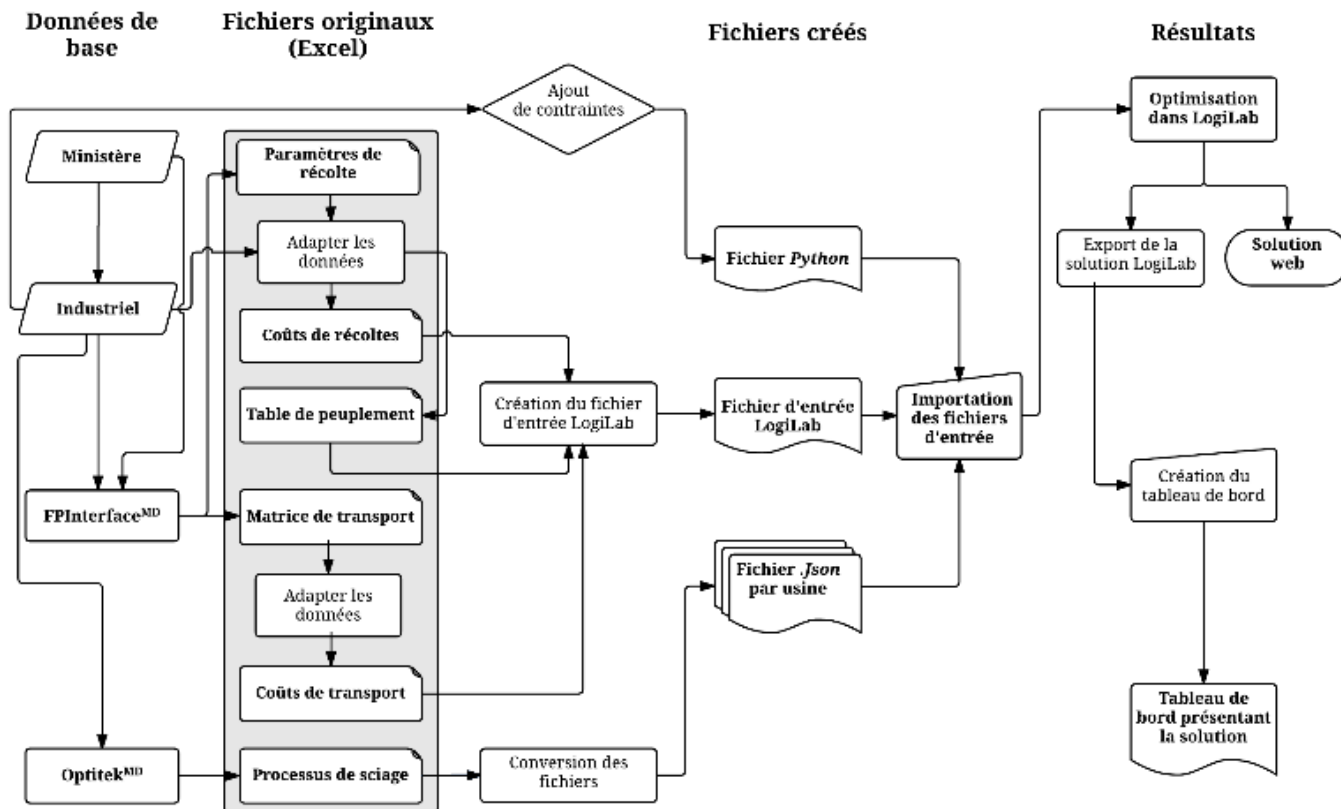 Données de
base
Fichiers originaux
(Excel)
Fichiers créés
Résultats
Ajout
de contraintes
Optimisation
dans LogiLab
Ministère
Paramètres de
récolte
Adapter les
données
Fichier Python
Export de la
solution LogiLab
Solution
web
Industriel
Coûts de récoltes
Table de peuplement
Création du fichier
d'entrée LogiLab
Fichier d'entrée
LogiLab
Importation
des fichiers
d'entrée
FPInterfaceMD
Matrice de transport
Création du
tableau de bord
Adapter les
données
Fichier .Json
par usine
Coûts de transport
Tableau de
bord présentant
la solution
OptitekMD
Processus de sciage
Conversion des
fichiers